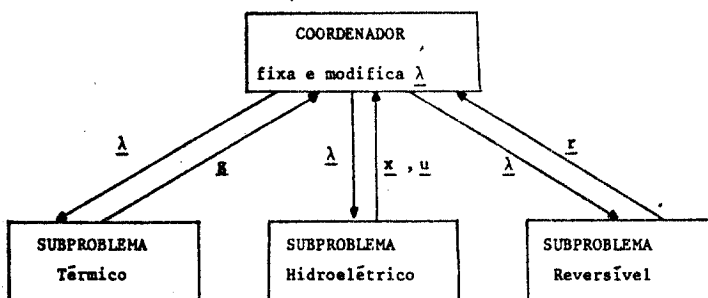 COORDENADOR
fixa e modifica λ
λ
g
λ
x , u
λ
r
SUBPROBLEMA
Térmico
SUBPROBLEMA
Hidroelétrico
SUBPROBLEMA
Reversível